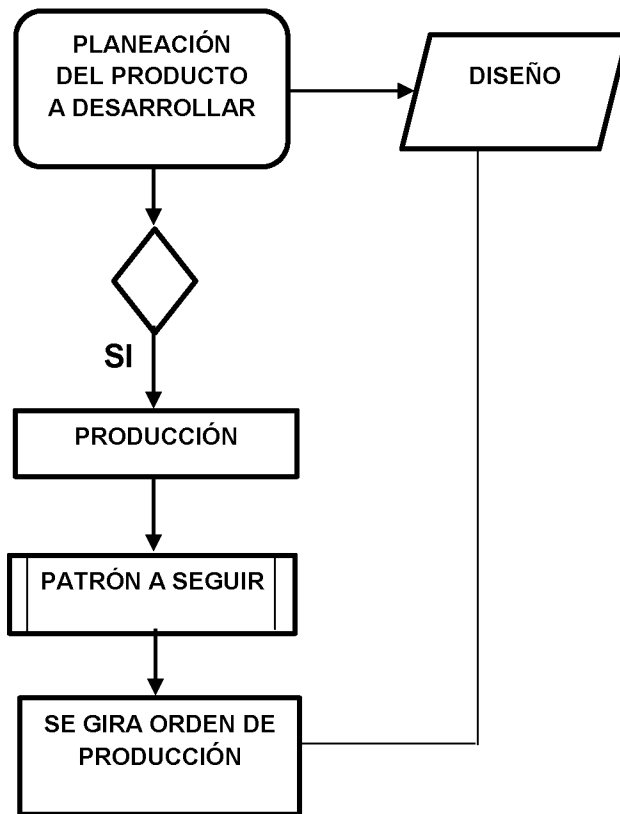 PLANEACIÓN
DEL PRODUCTO
A DESARROLLAR
DISEÑO
SI
PRODUCCIÓN
PATRÓN A SEGUIR
SE GIRA ORDEN DE
PRODUCCIÓN